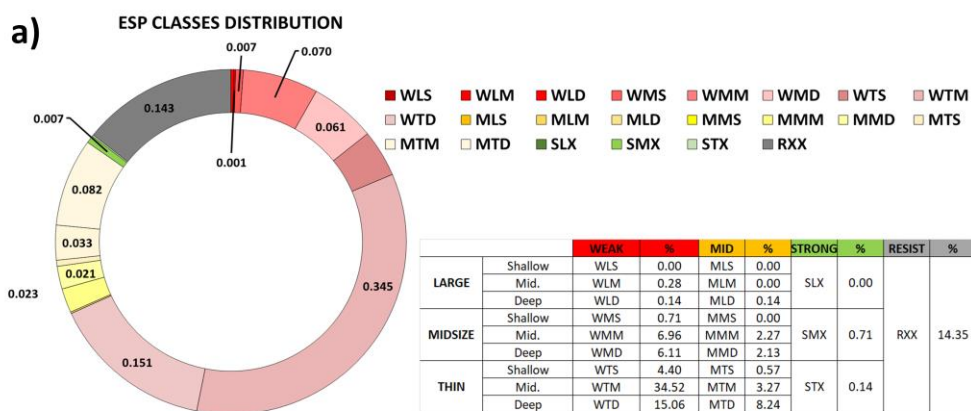 a)
ESP CLASSES DISTRIBUTION
0.007
0.070
0.143
0.061
0.007
0.001
0.082
0.033
0.021
0.023
0.345
0.151
WLS WLM WLD WMS WMM WMD WTS WTM
WTD MLS MLM MLD MMS MMM MMD MTS
MTM MTD SLX SMX STX RXX
WEAK % MID % STRONG % RESIST %
LARGE Shallow WLS 0.00 MLS 0.00 SLX 0.00 RXX 14.35
Mid. WLM 0.28 MLM 0.00
Deep WLD 0.14 MLD 0.14
MIDSIZE Shallow WMS 0.71 MMS 0.00 SMX 0.71
Mid. WMM 6.96 MMM 2.27
Deep WMD 6.11 MMD 2.13
THIN Shallow WTS 4.40 MTS 0.57 STX 0.14
Mid. WTM 34.52 MTM 3.27
Deep WTD 15.06 MTD 8.24